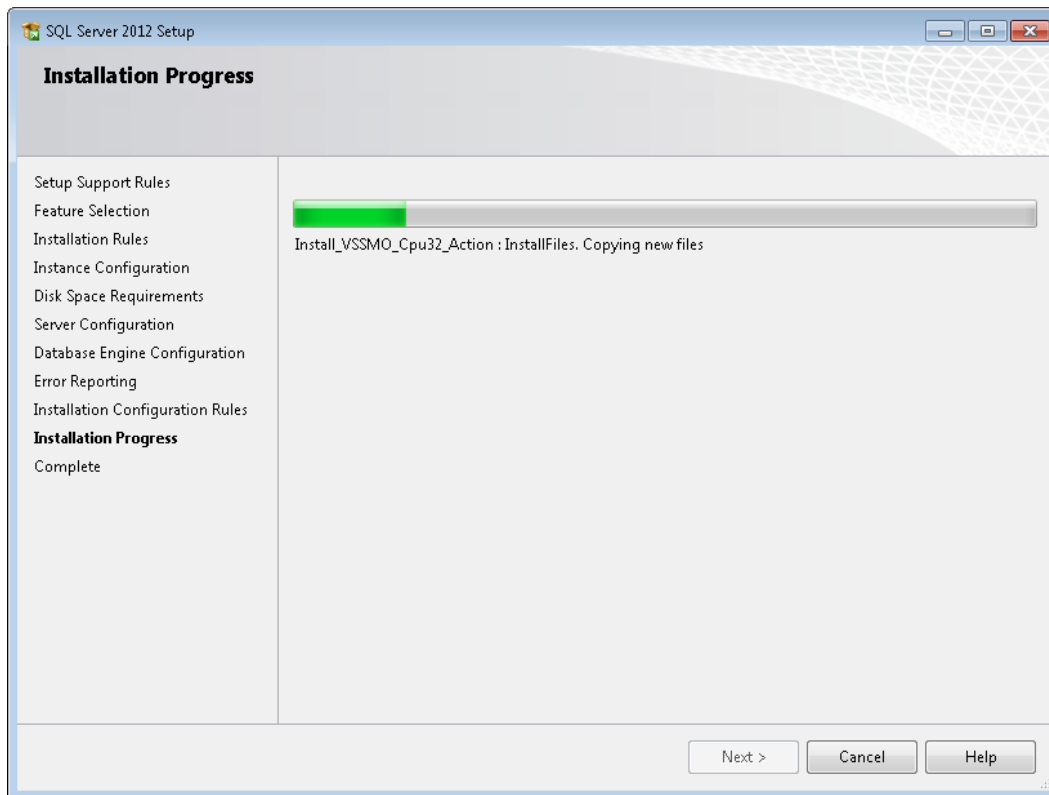 SQL Server 2012 Setup
Installation Progress
Setup Support Rules
Feature Selection
Installation Rules
Instance Configuration
Disk Space Requirements
Server Configuration
Database Engine Configuration
Error Reporting
Installation Configuration Rules
Installation Progress
Complete
Install_VSSMO_Cpu32_Action : InstallFiles. Copying new files
Next >
Cancel
Help